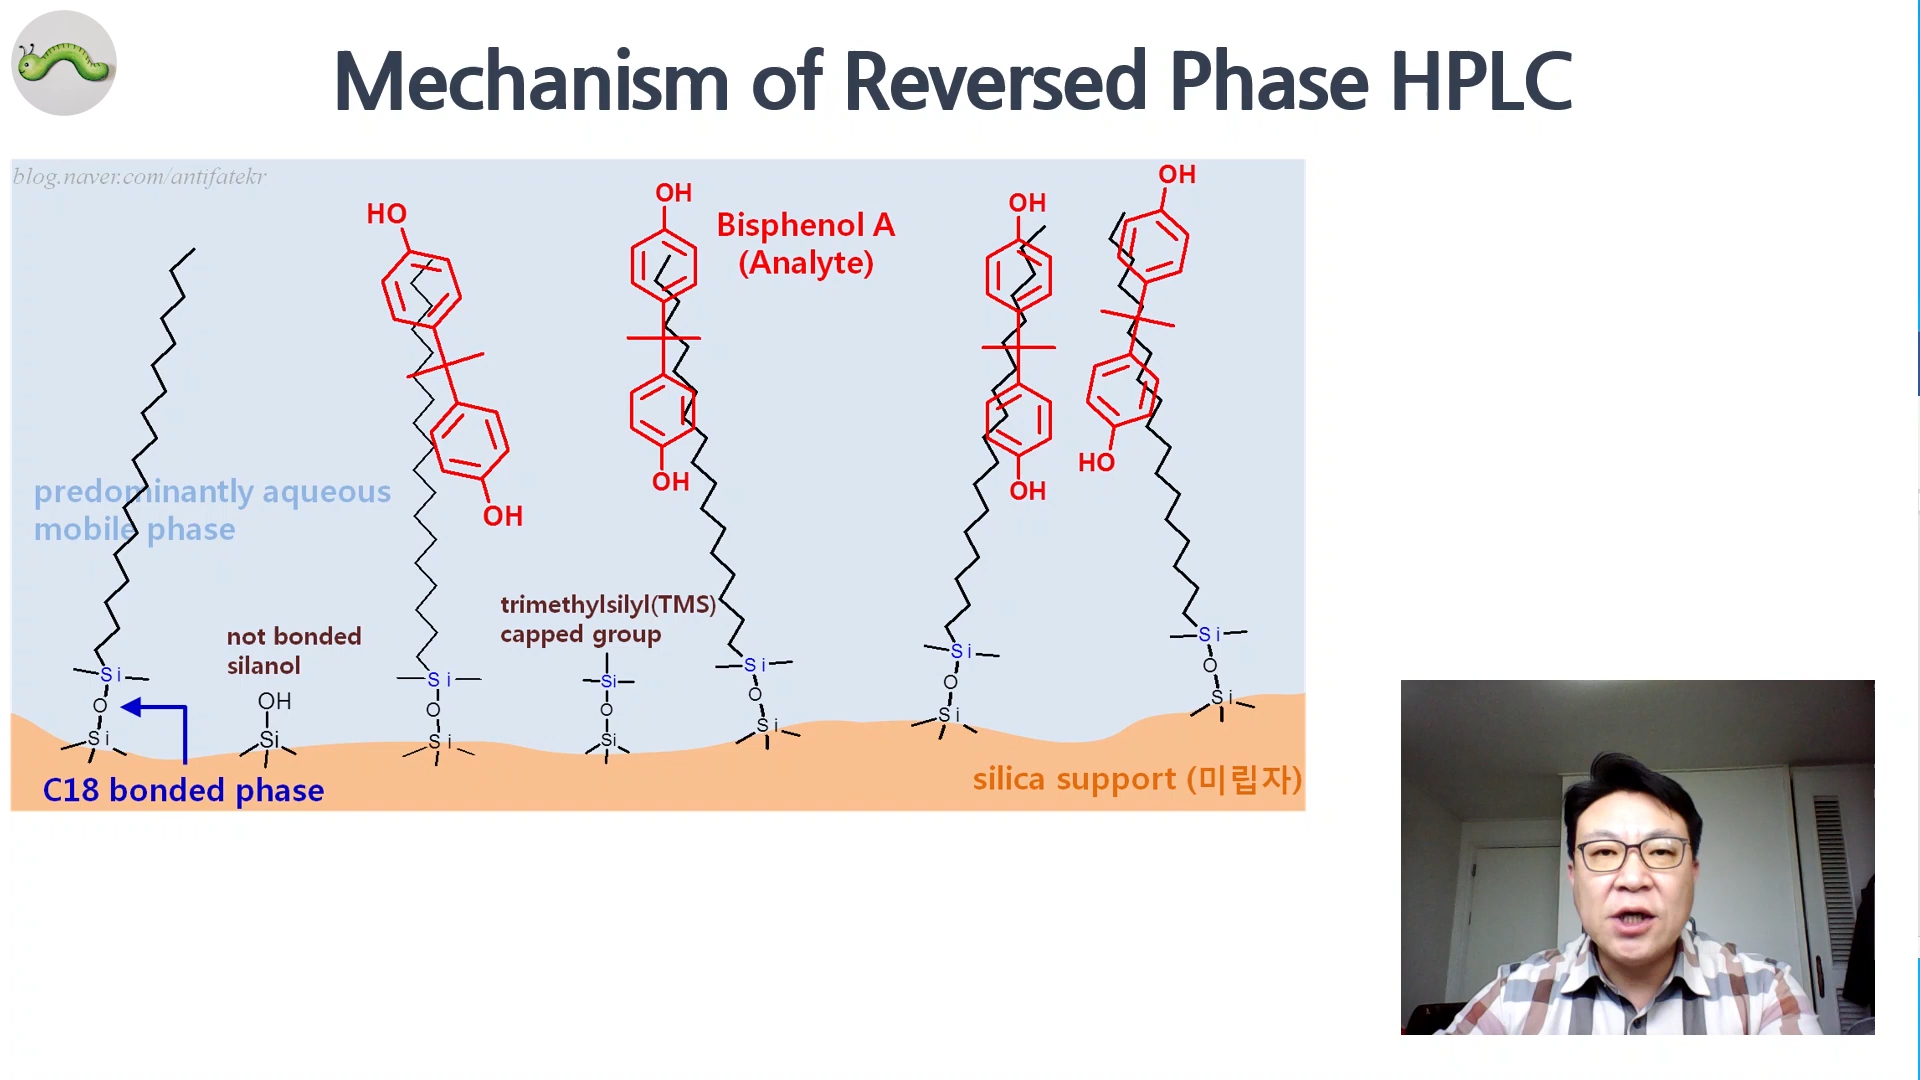 Mechanism of Reversed Phase HPLC
blog.naver.com/antifatekr
OH
OH
OH
HO
Bisphenol A
(Analyte)
HO
OH
predominantly aqueous
mobile phase
OH
OH
OH
trimethylsilyl(TMS)
capped group
not bonded
silanol
Si
Si
Si
Si
Si
Si
OH
O
O
O
O
O
O
Si
Si
Si
Si
Si
Si
Si
C18 bonded phase
silica support (미립자)